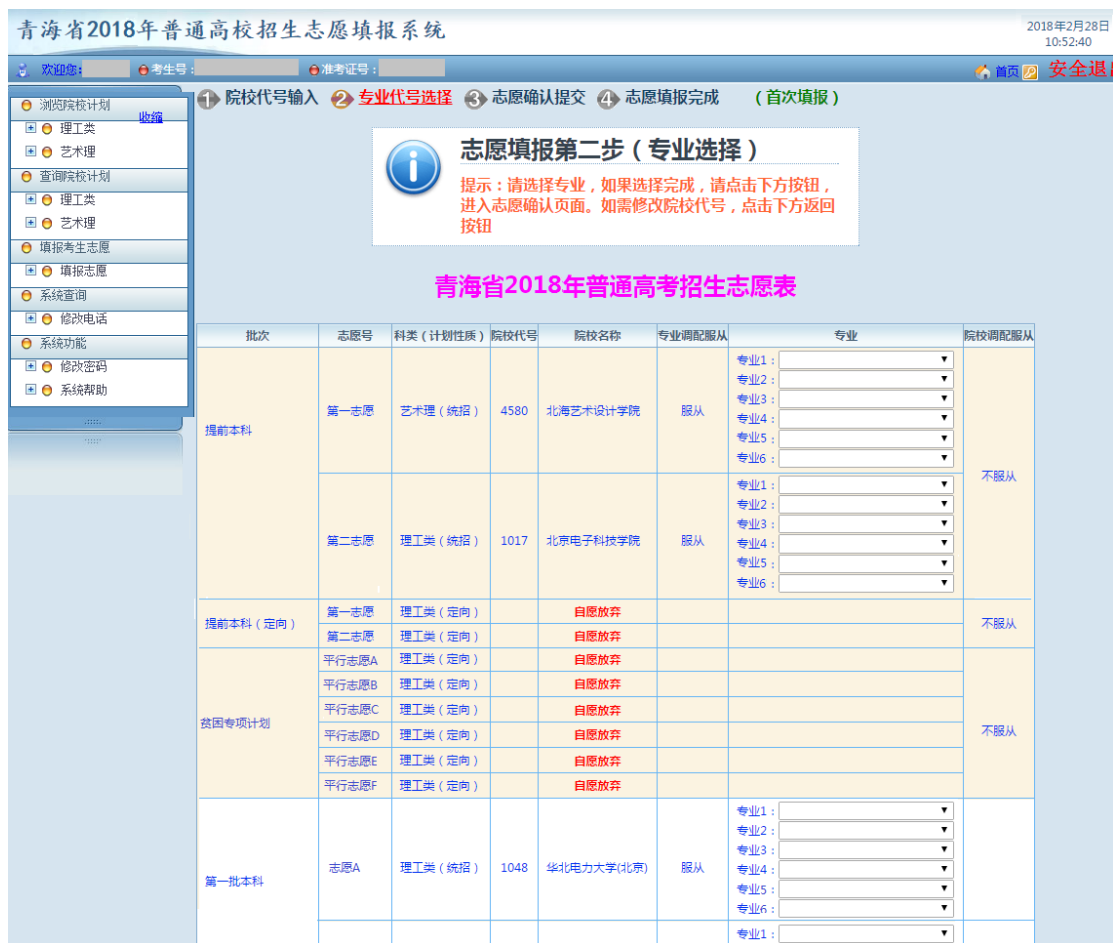 青海省2018年普通高校招生志愿填报系统
2018年2月28日
10:52:40
欢迎您:
考生号:
准考证号:
首页
安全退
浏览院校计划
收缩
理工类
艺术理
查询院校计划
理工类
艺术理
填报考生志愿
填报志愿
系统查询
修改电话
系统功能
修改密码
系统帮助
1 院校代号输入 2 专业代号选择 3 志愿确认提交 4 志愿填报完成 (首次填报)
志愿填报第二步(专业选择)
提示:请选择专业,如果选择完成,请点击下方按钮,
进入志愿确认页面。如需修改院校代号,点击下方返回
按钮
青海省2018年普通高考招生志愿表
批次 志愿号 科类(计划性质) 院校代号 院校名称 专业调配服从 专业 院校调配服从
提前本科
第一志愿 艺术理(统招) 4580 北海艺术设计学院 服从
专业1:
专业2:
专业3:
专业4:
专业5:
专业6:
不服从
第二志愿 理工类(统招) 1017 北京电子科技学院 服从
专业1:
专业2:
专业3:
专业4:
专业5:
专业6:
提前本科(定向)
第一志愿 理工类(定向) 自愿放弃
第二志愿 理工类(定向) 自愿放弃
不服从
贫困专项计划
平行志愿A 理工类(定向) 自愿放弃
平行志愿B 理工类(定向) 自愿放弃
平行志愿C 理工类(定向) 自愿放弃
平行志愿D 理工类(定向) 自愿放弃
平行志愿E 理工类(定向) 自愿放弃
平行志愿F 理工类(定向) 自愿放弃
不服从
第一批本科
志愿A 理工类(统招) 1048 华北电力大学(北京) 服从
专业1:
专业2:
专业3:
专业4:
专业5:
专业6:
专业1: